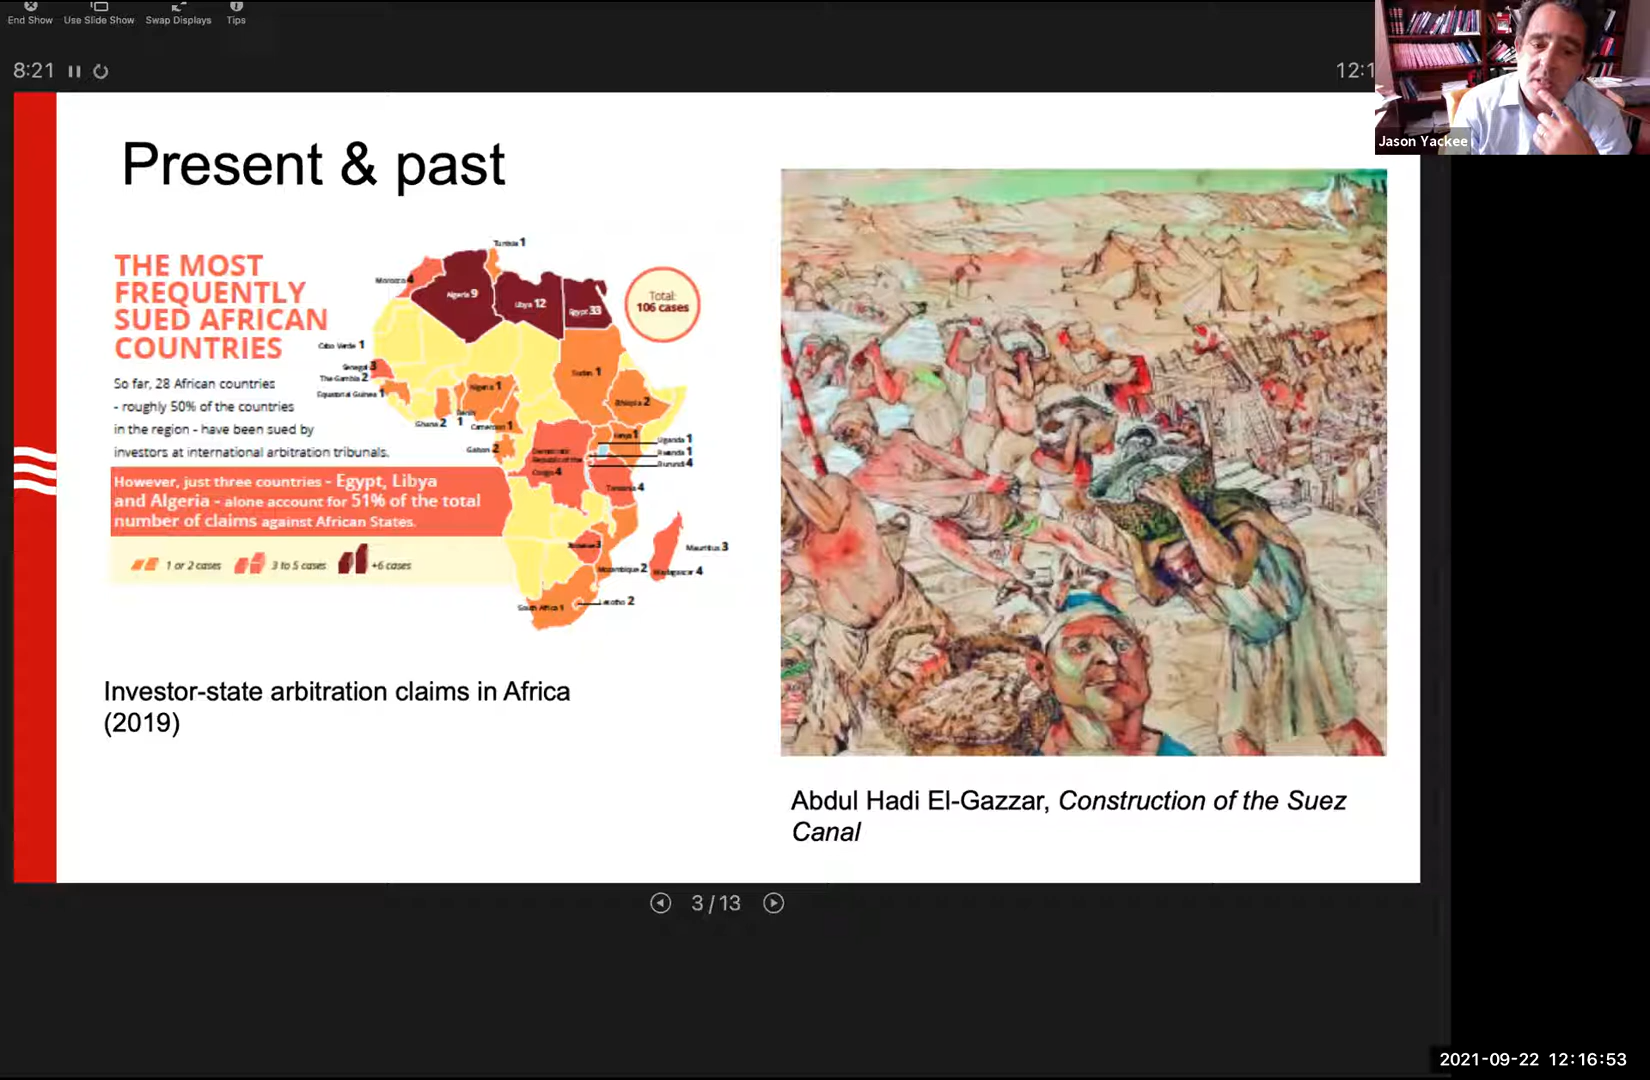 End Show Use Slide Show Swap Displays Tips
8:21
12:1
Jason Yackee
Present & past
THE MOST
FREQUENTLY
SUED AFRICAN
COUNTRIES
So far, 28 African countries
- roughly 50% of the countries
in the region - have been sued by
investors at international arbitration tribunals.
However, just three countries - Egypt, Libya
and Algeria - alone account for 51% of the total
number of claims against African States.
1 or 2 cases 3 to 5 cases +6 cases
Total:
106 cases
Tunisia 1
Morocco 4
Algeria 9
Libya 12
Egypt 33
Cabo Verde 1
Senegal 3
The Gambia 2
Equatorial Guinea 1
Sudan 1
Nigeria 1
Ethiopia 2
Benin
1
Ghana 2
Cameroon 1
Gabon 2
Kenya 1
Uganda 1
Rwanda 1
Burundi 4
Democratic
Republic of the
Congo 4
Tanzania 4
Mauritius 3
Mozambique 2
Madagascar 4
South Africa 1
Lesotho 2
Investor-state arbitration claims in Africa
(2019)
Abdul Hadi El-Gazzar, Construction of the Suez
Canal
3/13
2021-09-22 12:16:53